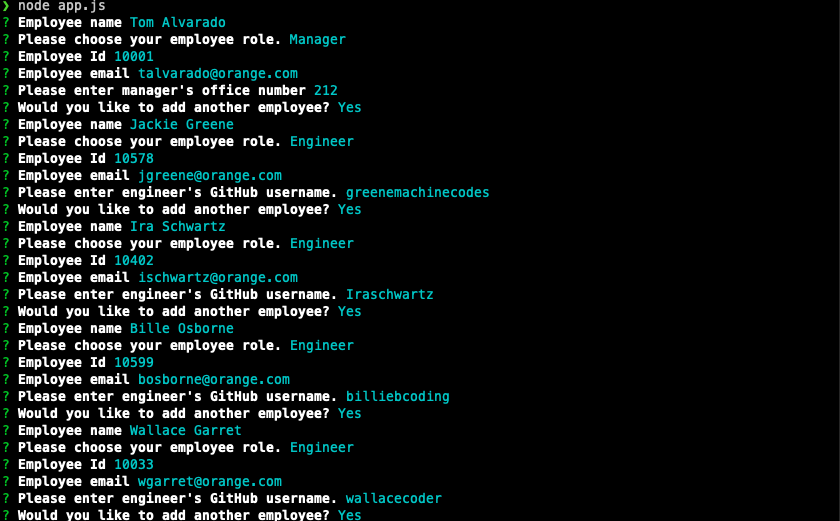 ❯ node app.js
? Employee name Tom Alvarado
? Please choose your employee role. Manager
? Employee Id 10001
? Employee email talvarado@orange.com
? Please enter manager's office number 212
? Would you like to add another employee? Yes
? Employee name Jackie Greene
? Please choose your employee role. Engineer
? Employee Id 10578
? Employee email jgreene@orange.com
? Please enter engineer's GitHub username. greenemachinecodes
? Would you like to add another employee? Yes
? Employee name Ira Schwartz
? Please choose your employee role. Engineer
? Employee Id 10402
? Employee email ischwartz@orange.com
? Please enter engineer's GitHub username. Iraschwartz
? Would you like to add another employee? Yes
? Employee name Bille Osborne
? Please choose your employee role. Engineer
? Employee Id 10599
? Employee email bosborne@orange.com
? Please enter engineer's GitHub username. billiebcoding
? Would you like to add another employee? Yes
? Employee name Wallace Garret
? Please choose your employee role. Engineer
? Employee Id 10033
? Employee email wgarret@orange.com
? Please enter engineer's GitHub username. wallacecoder
? Would you like to add another employee? Yes